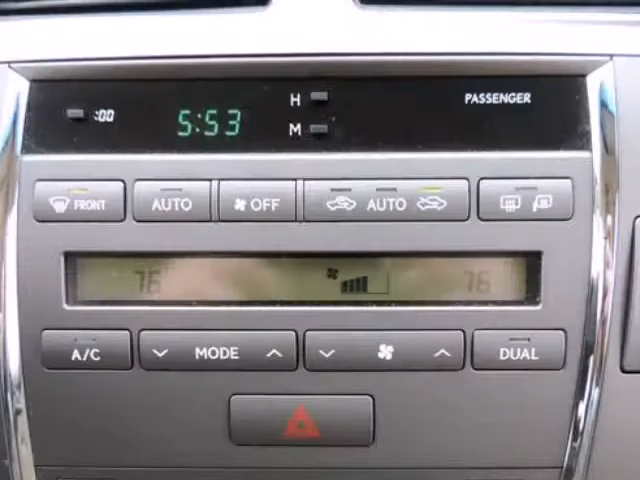 :00 5:53 H PASSENGER
M
FRONT AUTO OFF AUTO
76 76
A/C MODE DUAL